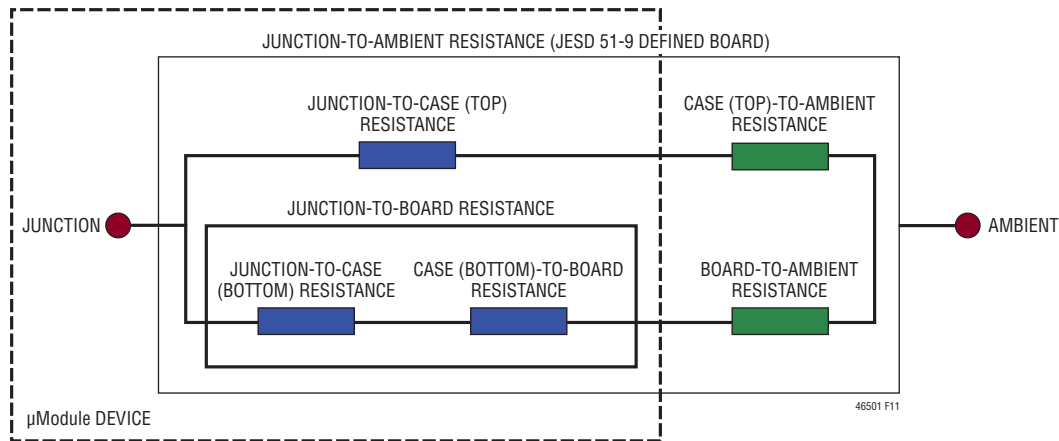 JUNCTION-TO-AMBIENT RESISTANCE (JESD 51-9 DEFINED BOARD)
JUNCTION-TO-CASE (TOP)
RESISTANCE
CASE (TOP)-TO-AMBIENT
RESISTANCE
JUNCTION-TO-BOARD RESISTANCE
JUNCTION
AMBIENT
JUNCTION-TO-CASE
(BOTTOM) RESISTANCE
CASE (BOTTOM)-TO-BOARD
RESISTANCE
BOARD-TO-AMBIENT
RESISTANCE
46501 F11
µModule DEVICE